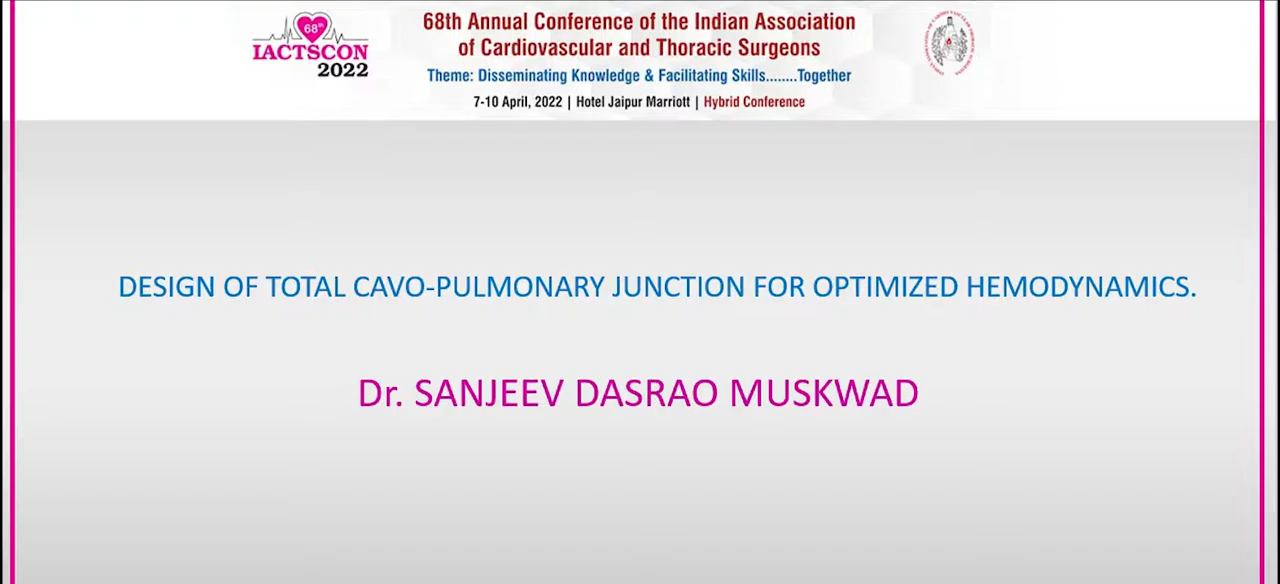 68th
IACTSCON
2022
68th Annual Conference of the Indian Association
of Cardiovascular and Thoracic Surgeons
Theme: Disseminating Knowledge & Facilitating Skills........Together
7-10 April, 2022 | Hotel Jaipur Marriott | Hybrid Conference
DESIGN OF TOTAL CAVO-PULMONARY JUNCTION FOR OPTIMIZED HEMODYNAMICS.
Dr. SANJEEV DASRAO MUSKWAD